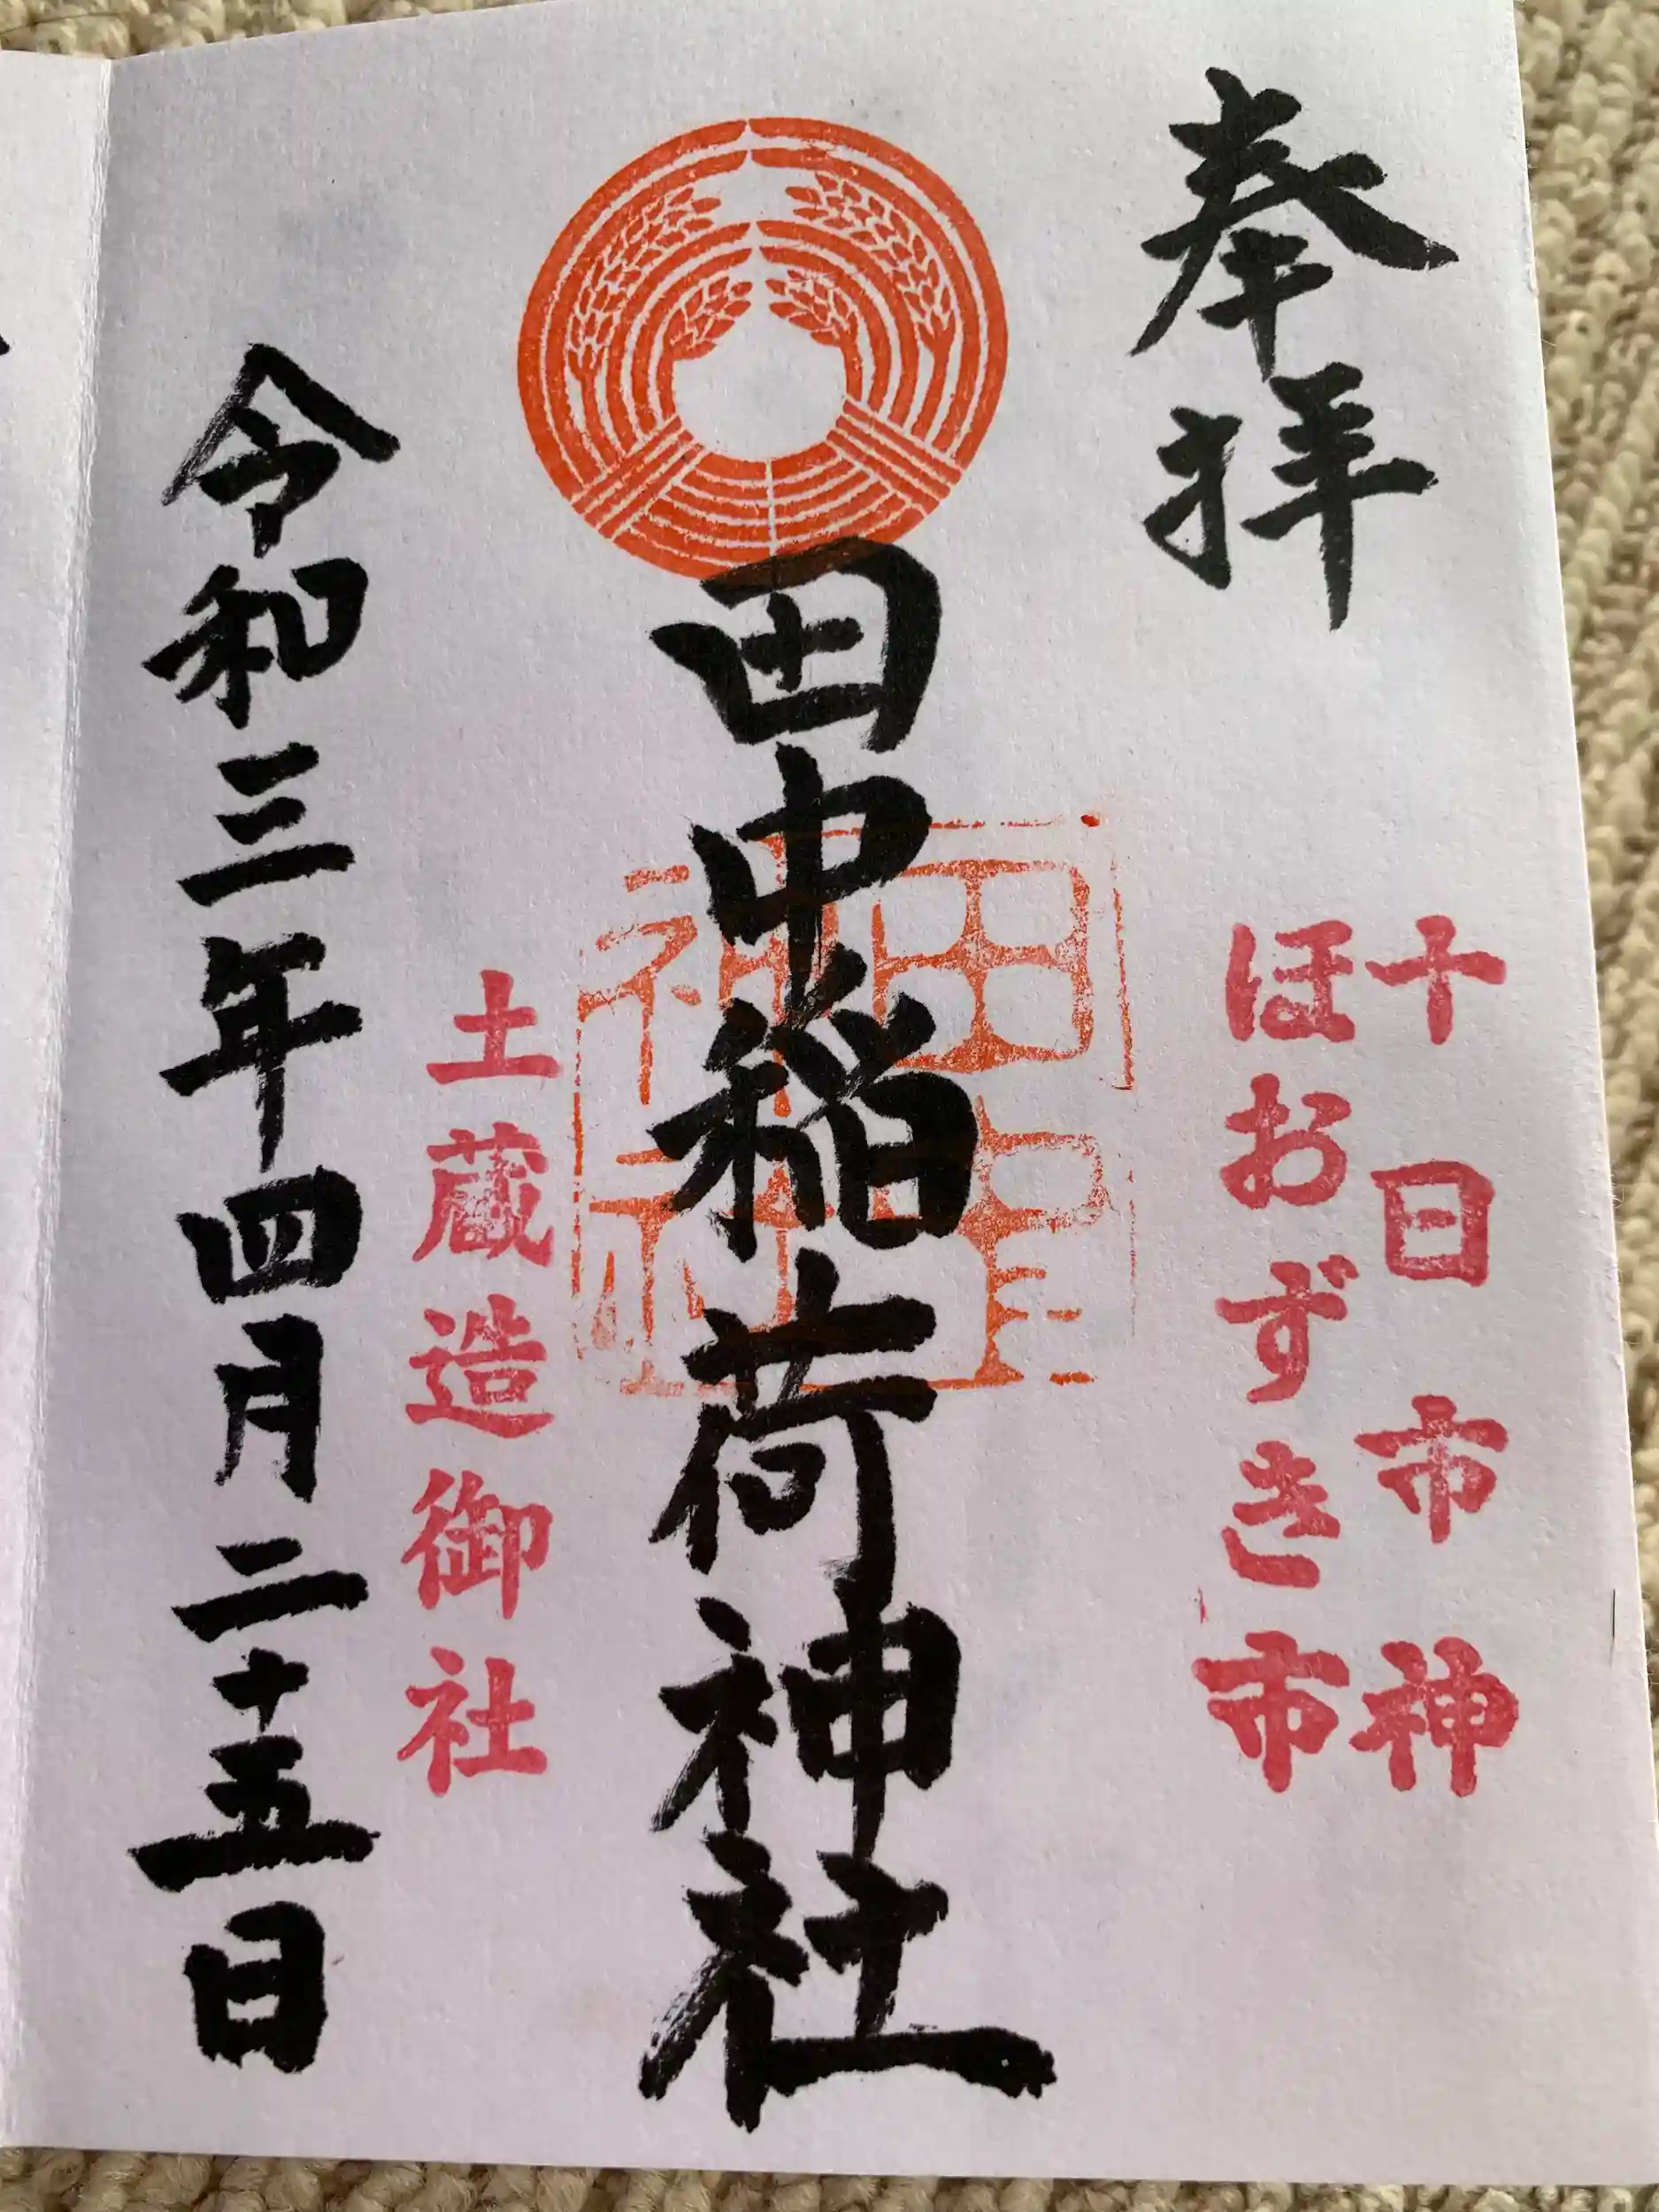 奉拝
十日市神
ほおずき市
田中稲荷神社
土蔵造御社
令和三年四月二十五日